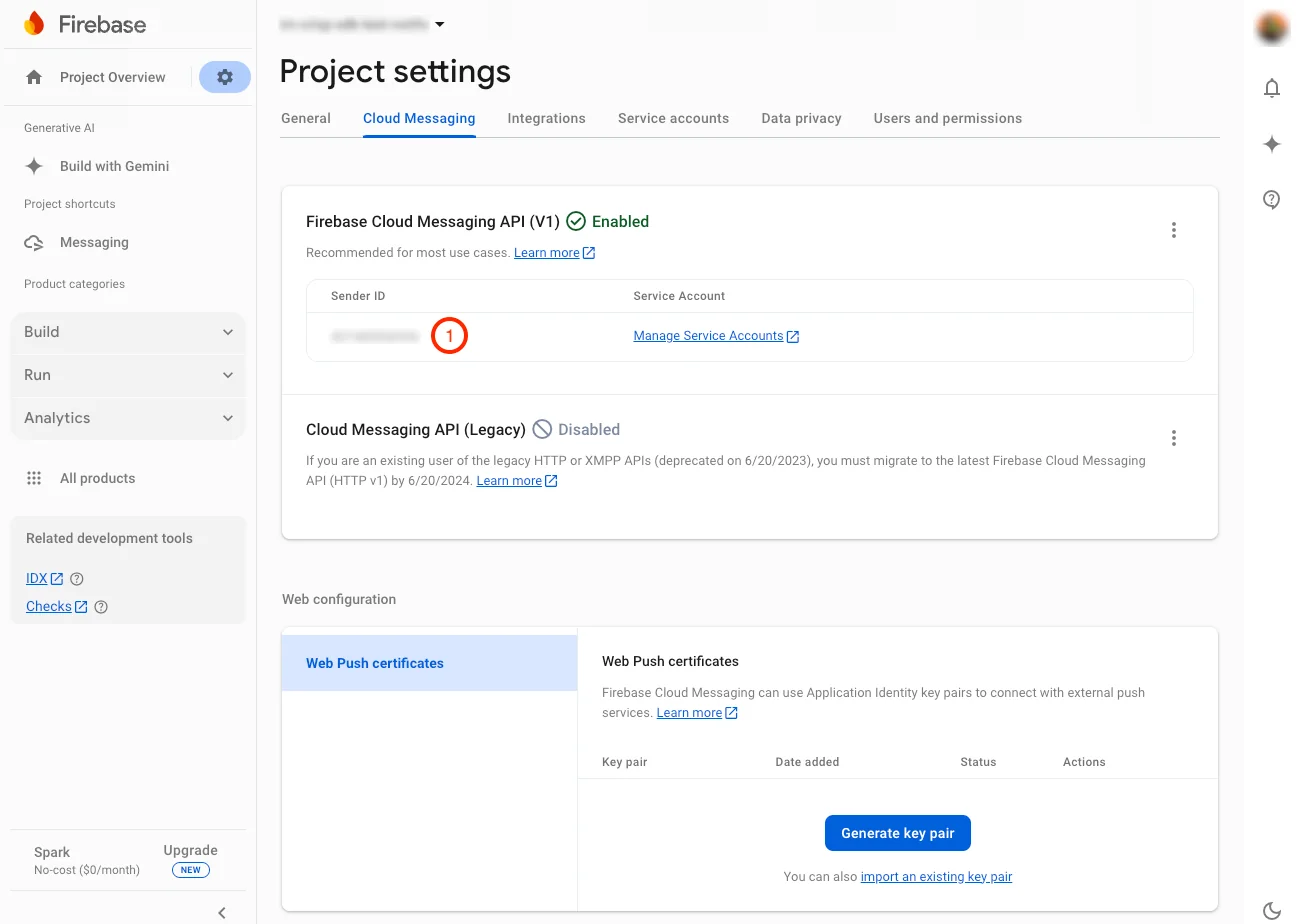 Firebase
Project Overview
Generative AI
Build with Gemini
Project shortcuts
Messaging
Product categories
Build
Run
Analytics
All products
Related development tools
IDX
Checks
Spark
No-cost ($0/month)
Upgrade
NEW
Project settings
General Cloud Messaging Integrations Service accounts Data privacy Users and permissions
Firebase Cloud Messaging API (V1) Enabled
Recommended for most use cases. Learn more
Sender ID Service Account
1 Manage Service Accounts
Cloud Messaging API (Legacy) Disabled
If you are an existing user of the legacy HTTP or XMPP APIs (deprecated on 6/20/2023), you must migrate to the latest Firebase Cloud Messaging
API (HTTP v1) by 6/20/2024. Learn more
Web configuration
Web Push certificates
Web Push certificates
Firebase Cloud Messaging can use Application Identity key pairs to connect with external push
services. Learn more
Key pair Date added Status Actions
Generate key pair
You can also import an existing key pair